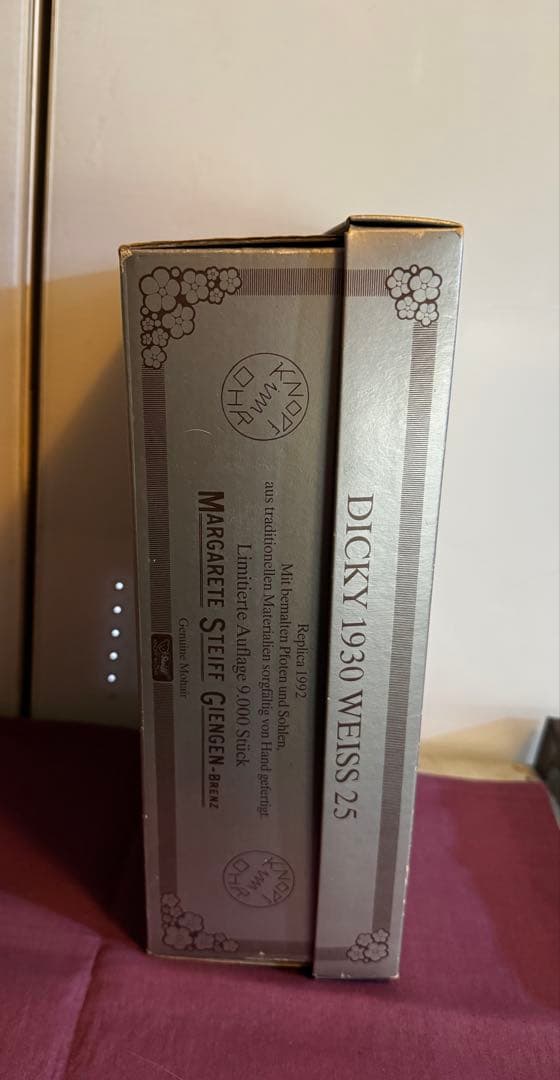 DICKY 1930 WEISS 25
KNOPF
im
OHR
Replica 1992
Mit bemalten Pfoten und Sohlen,
aus traditionellen Materialien sorgfältig von Hand gefertigt.
Limitierte Auflage 9.000 Stück
MARGARETE STEIFF GIENGEN-BRENZ
Genuine Mohair
Steiff
KNOPF
im
OHR